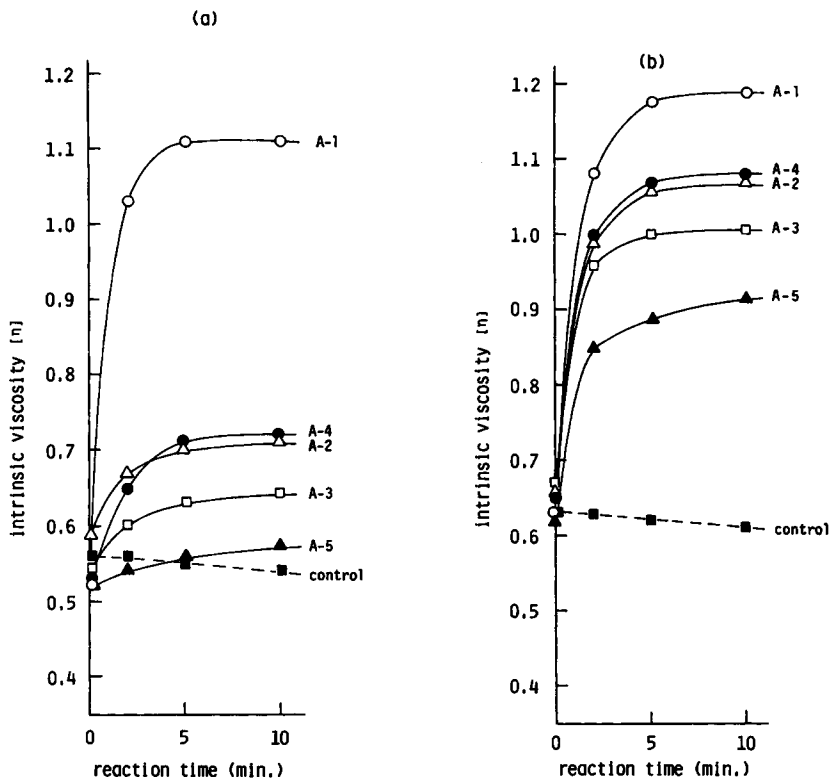 (a)
1.2
1.1
1.0
0.9
0.8
0.7
0.6
0.5
0.4
intrinsic viscosity [η]
A-1
A-4
A-2
A-3
A-5
control
0
5
10
reaction time (min.)
(b)
1.2
1.1
1.0
0.9
0.8
0.7
0.6
0.5
0.4
intrinsic viscosity [η]
A-1
A-4
A-2
A-3
A-5
control
0
5
10
reaction time (min.)